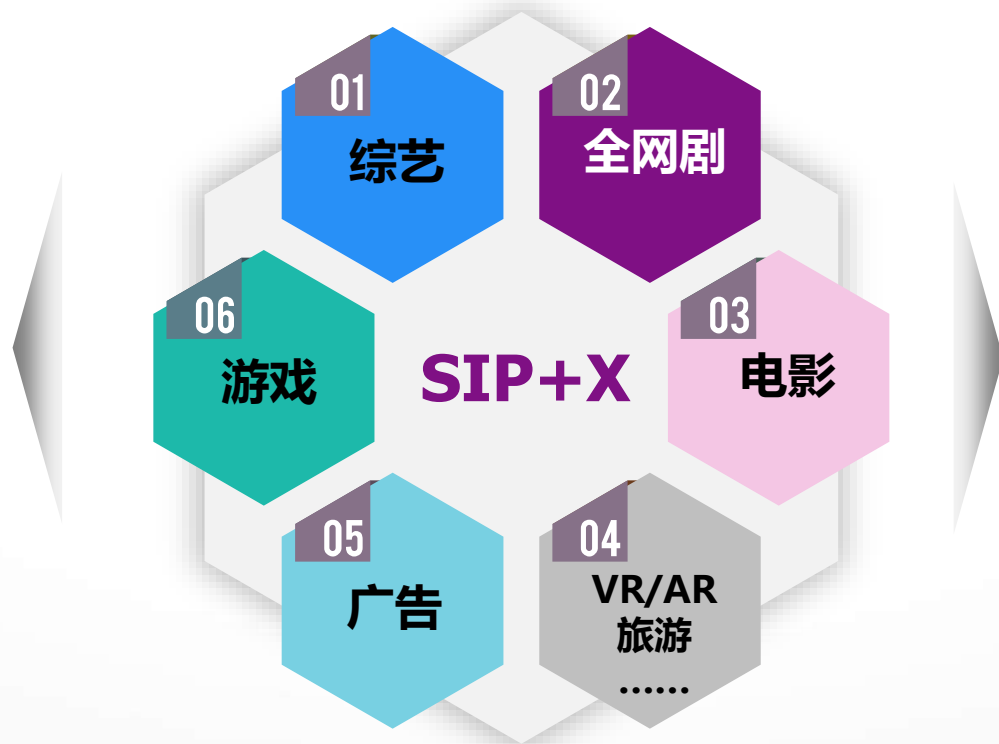 01
综艺
02
全网剧
06
游戏
SIP+X
03
电影
05
广告
04
VR/AR
旅游
......